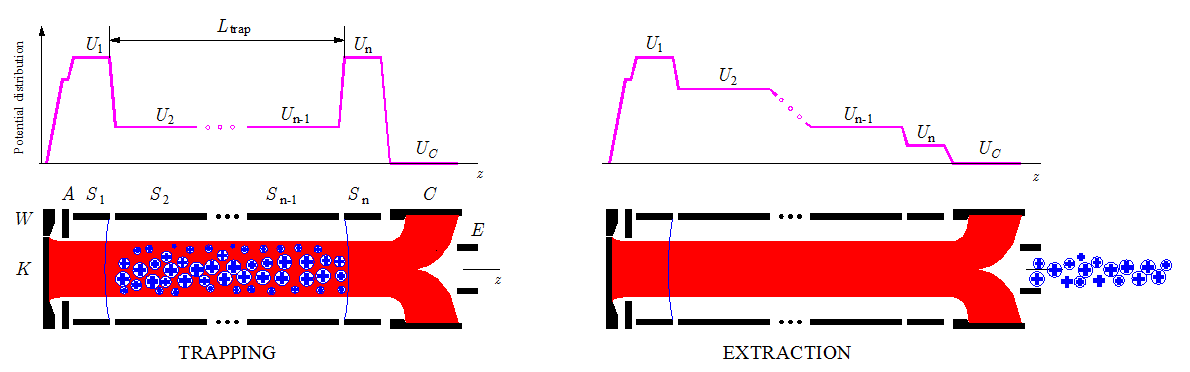 L trap
U1 Un
U2 Un-1
UC
z
Potential distribution
A S1 S2 Sn-1 Sn C
W
E
K
z
TRAPPING
U1
U2
Un-1
Un
UC
z
EXTRACTION